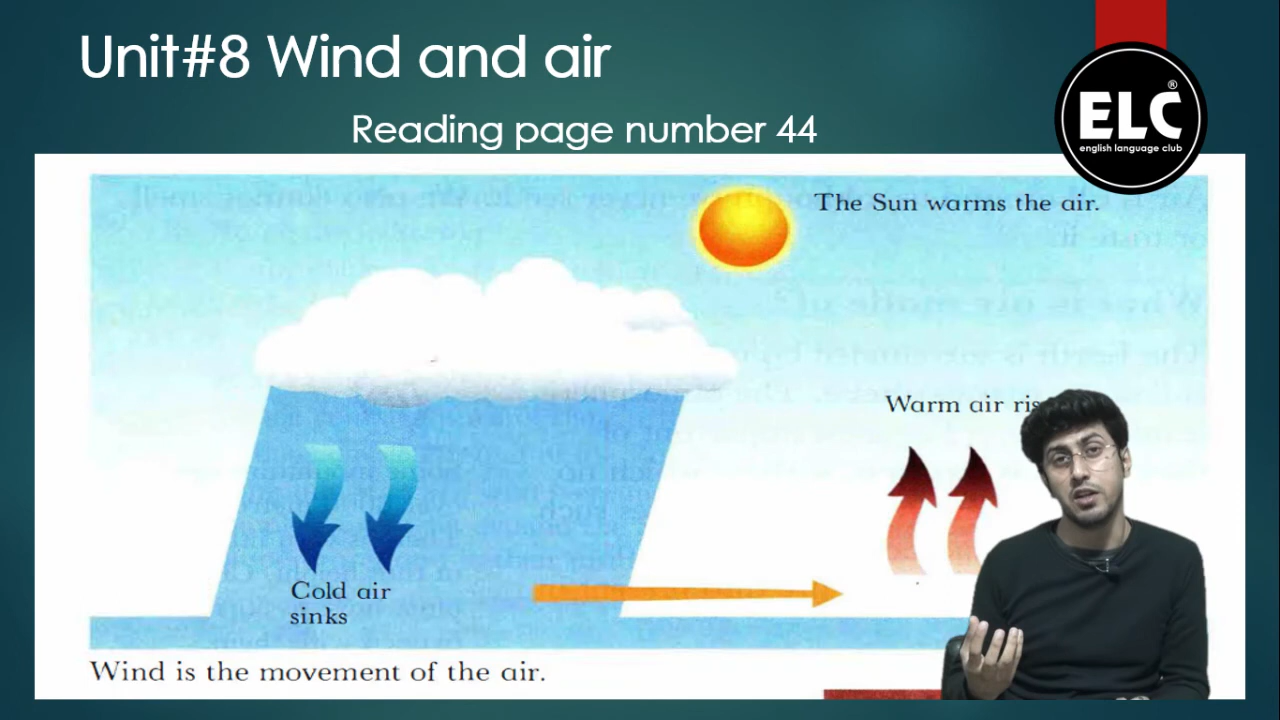 Unit#8 Wind and air
Reading page number 44
ELC®
english language club
The Sun warms the air.
Warm air
Cold air
sinks
Wind is the movement of the air.